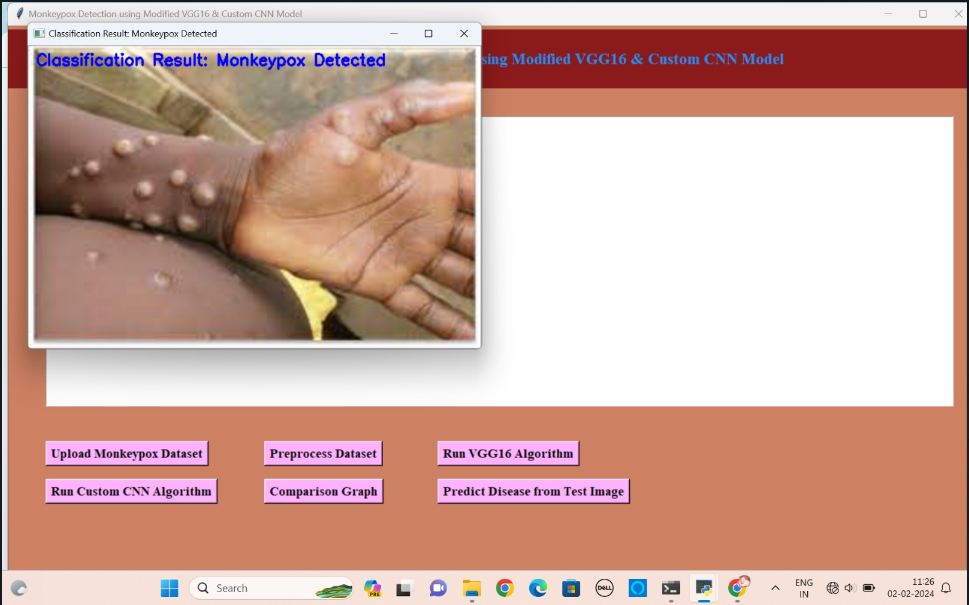 Monkeypox Detection using Modified VGG16 & Custom CNN Model
Classification Result: Monkeypox Detected
Classification Result: Monkeypox Detected
sing Modified VGG16 & Custom CNN Model
Upload Monkeypox Dataset
Preprocess Dataset
Run VGG16 Algorithm
Run Custom CNN Algorithm
Comparison Graph
Predict Disease from Test Image
Search
PRE
DELL
ENG
IN
11:26
02-02-2024